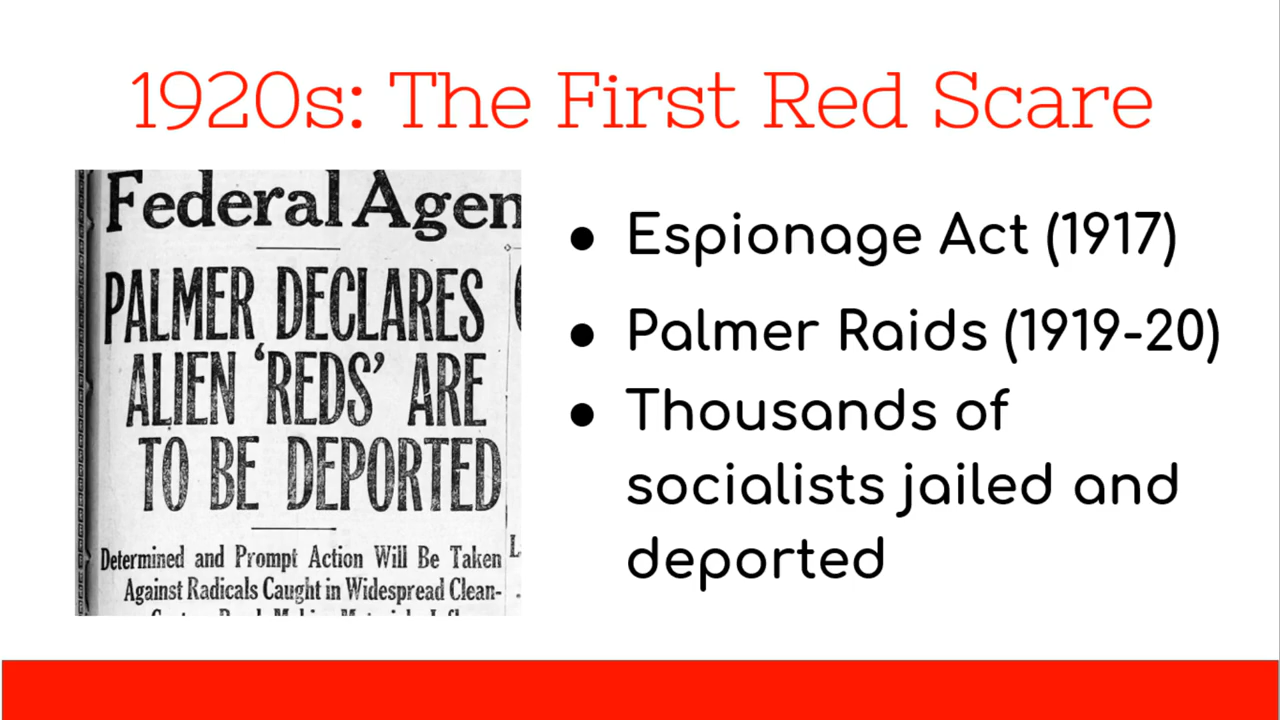 1920s: The First Red Scare
Federal Agen
PALMER DECLARES
ALIEN ‘REDS’ ARE
TO BE DEPORTED
Determined and Prompt Action Will Be Taken
Against Radicals Caught in Widespread Clean-
● Espionage Act (1917)
● Palmer Raids (1919-20)
● Thousands of
socialists jailed and
deported